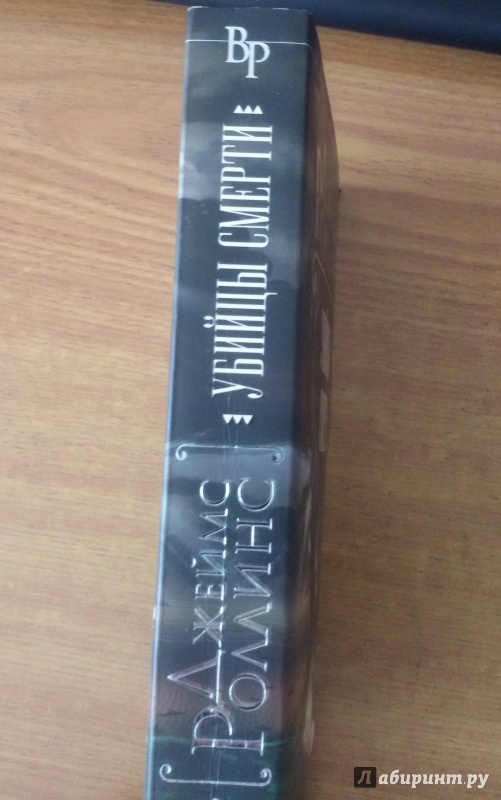 ВР
УБИЙЦЫ СМЕРТИ
ДЖЕЙМС
РОЛЛИНС
Лабиринт.ру